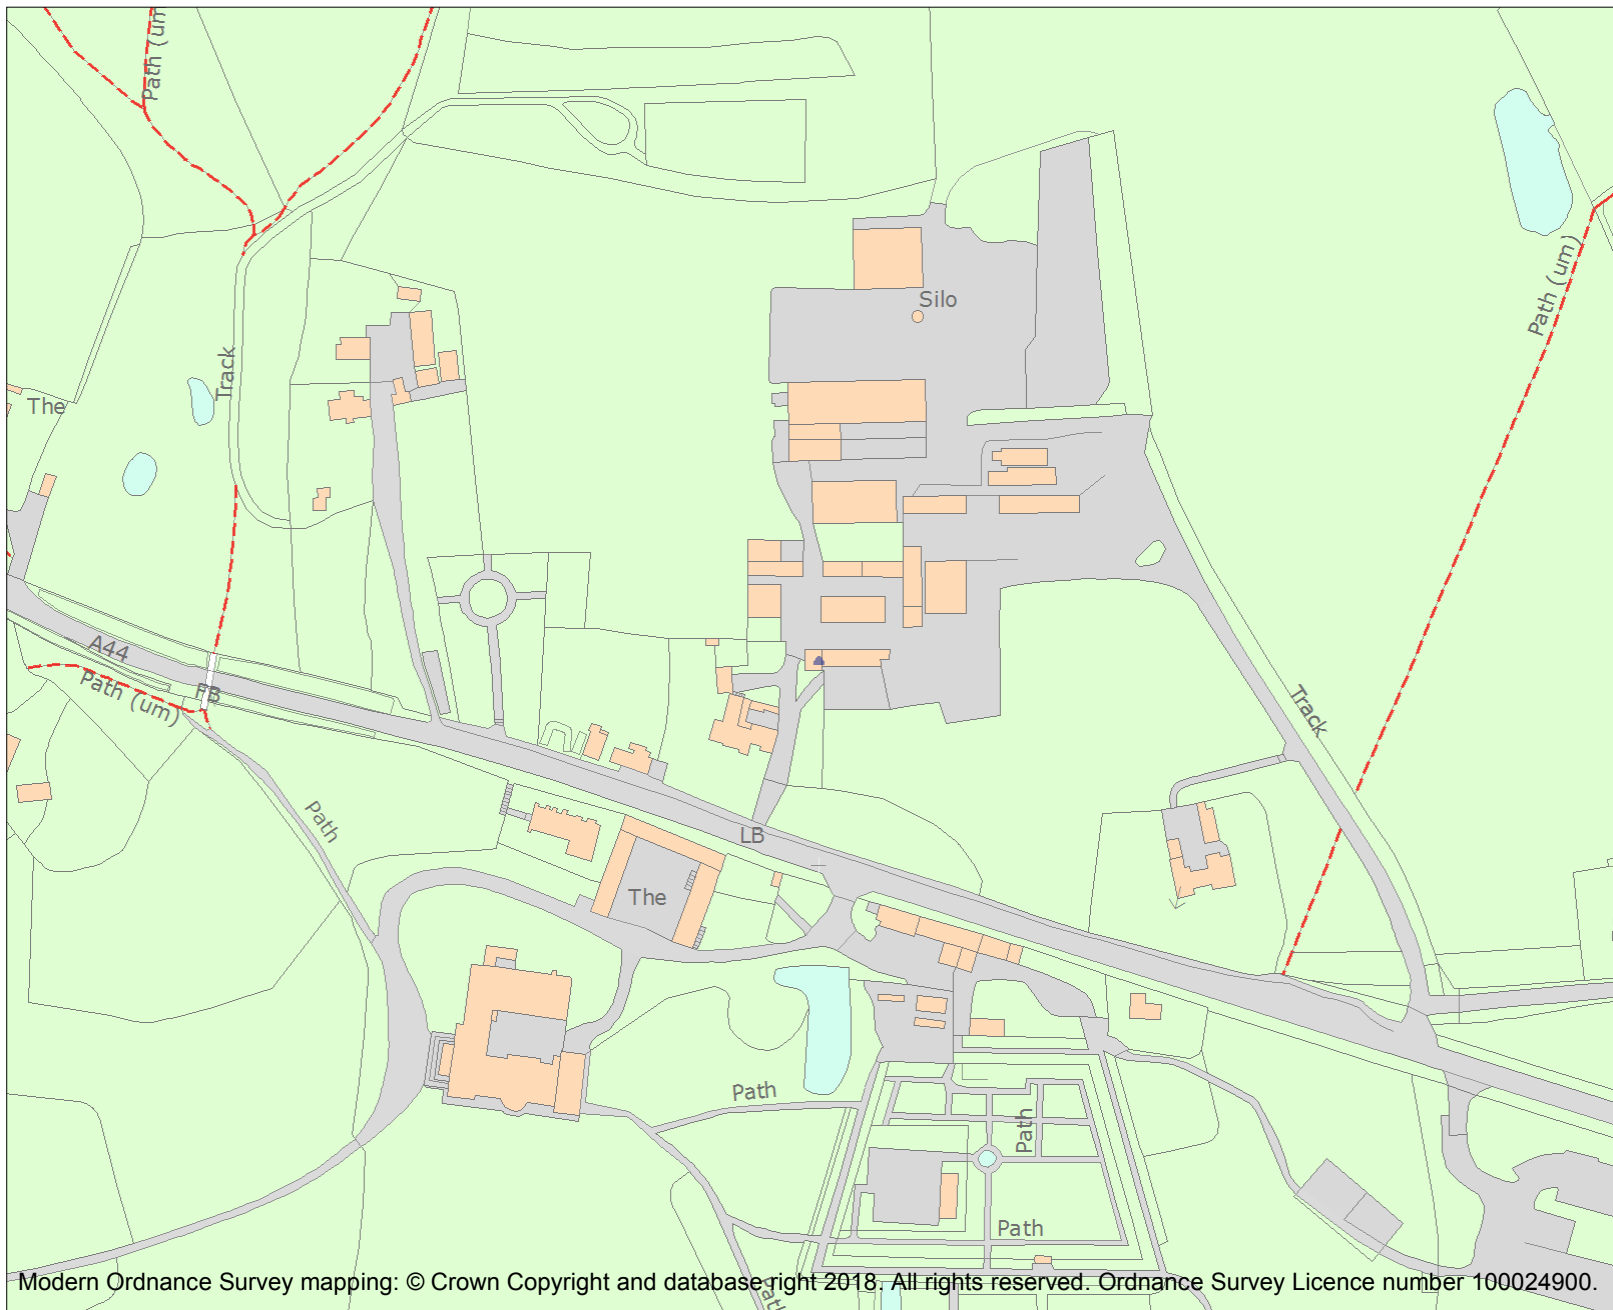 Path (um
Silo
Path (um)
Track
The
A44
FB
Path (um)
Track
Path
LB
The
Path
Path
Path
Path
Modern Ordnance Survey mapping: © Crown Copyright and database right 2018. All rights reserved. Ordnance Survey Licence number 100024900.